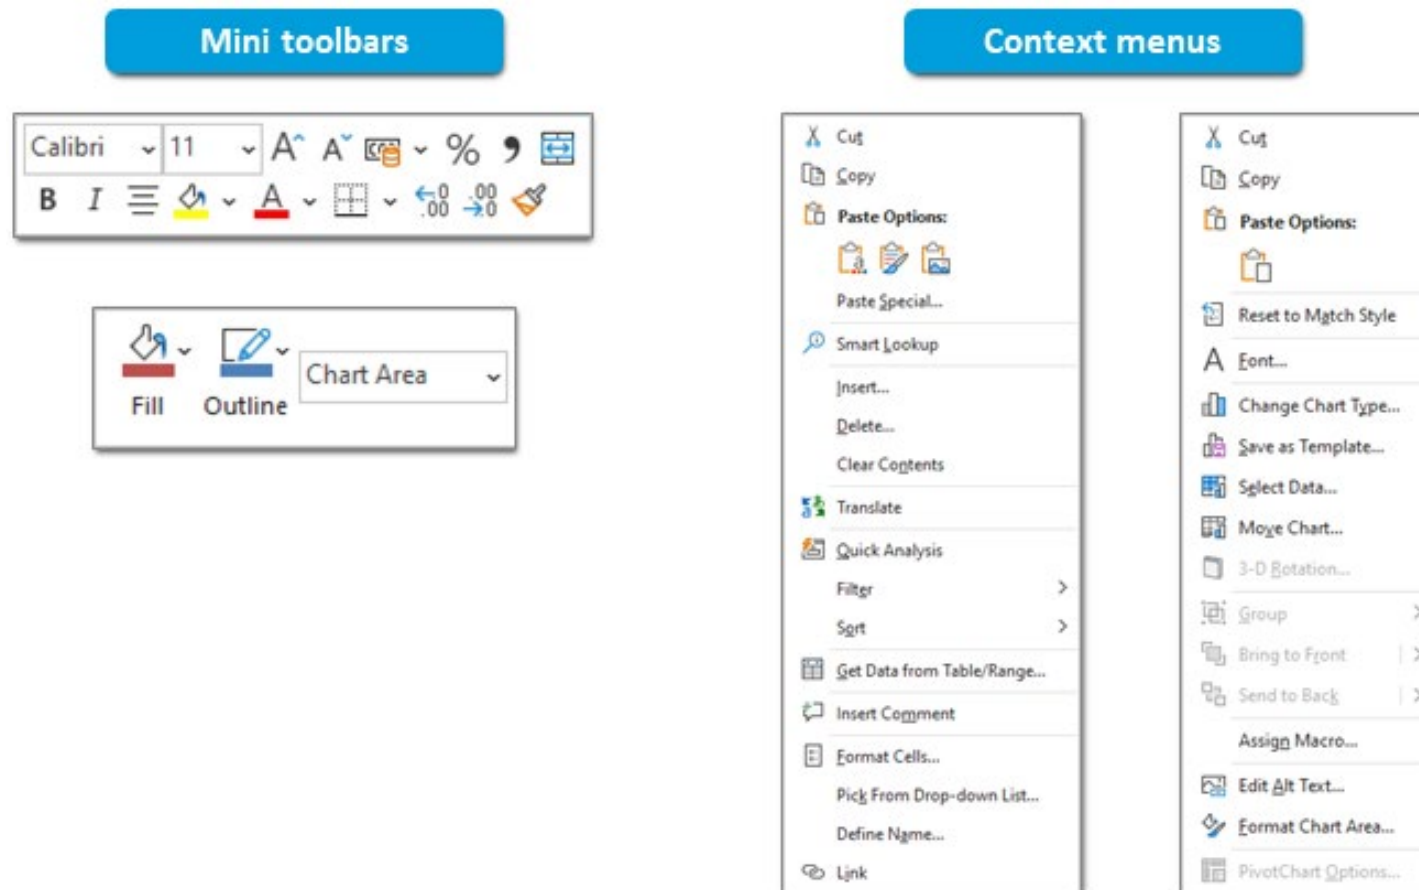 Mini toolbars
Calibri 11 A A % ,
B I A .0 .00 .00 .0
Fill Outline Chart Area
Context menus
Cut
Copy
Paste Options:
Paste Special...
Smart Lookup
Insert...
Delete...
Clear Contents
Translate
Quick Analysis
Filter
Sort
Get Data from Table/Range...
Insert Comment
Format Cells...
Pick From Drop-down List...
Define Name...
Link
Cut
Copy
Paste Options:
Reset to Match Style
A Font...
Change Chart Type...
Save as Template...
Select Data...
Move Chart...
3-D Rotation...
Group
Bring to Front
Send to Back
Assign Macro...
Edit Alt Text...
Format Chart Area...
PivotChart Options...